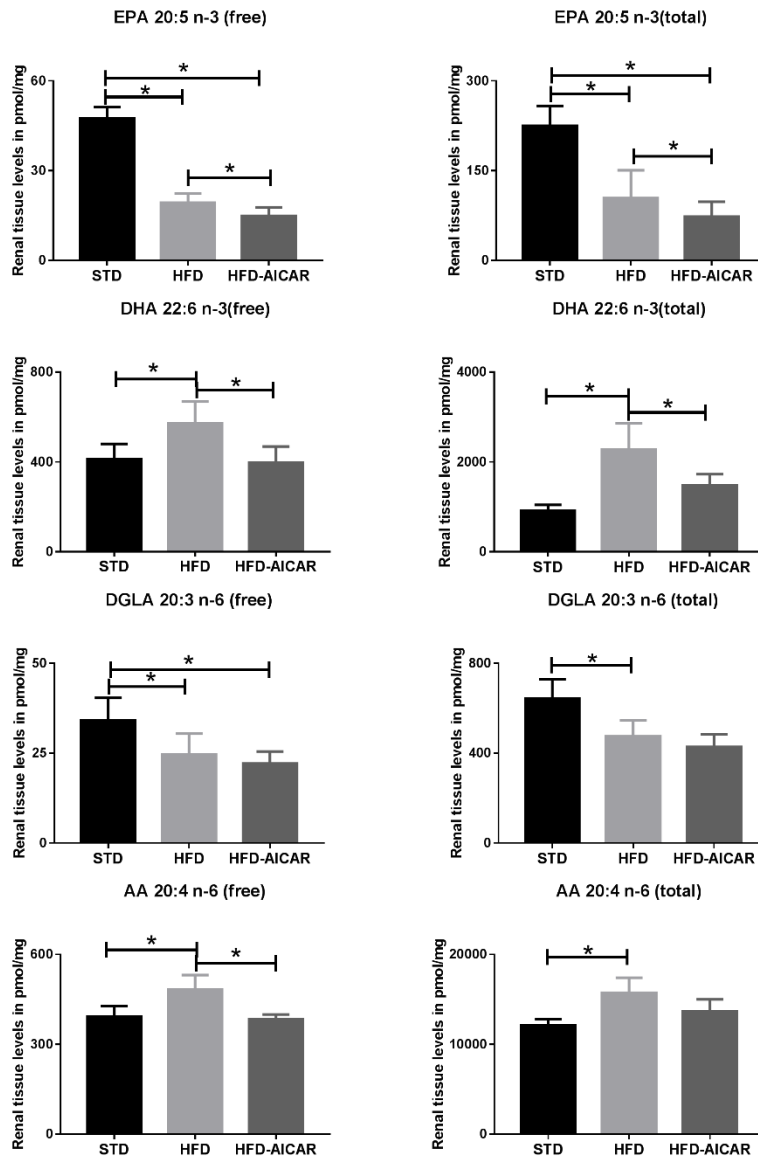 EPA 20:5 n-3 (free)
Renal tissue levels in pmol/mg
60
30
0
* * *
STD HFD HFD-AICAR
EPA 20:5 n-3(total)
Renal tissue levels in pmol/mg
300
150
0
* * *
STD HFD HFD-AICAR
DHA 22:6 n-3(free)
Renal tissue levels in pmol/mg
800
400
0
* *
STD HFD HFD-AICAR
DHA 22:6 n-3(total)
Renal tissue levels in pmol/mg
4000
2000
0
* *
STD HFD HFD-AICAR
DGLA 20:3 n-6 (free)
Renal tissue levels in pmol/mg
50
25
0
* *
STD HFD HFD-AICAR
DGLA 20:3 n-6 (total)
Renal tissue levels in pmol/mg
800
400
0
*
STD HFD HFD-AICAR
AA 20:4 n-6 (free)
Renal tissue levels in pmol/mg
600
300
0
* *
STD HFD HFD-AICAR
AA 20:4 n-6 (total)
Renal tissue levels in pmol/mg
20000
10000
0
*
STD HFD HFD-AICAR